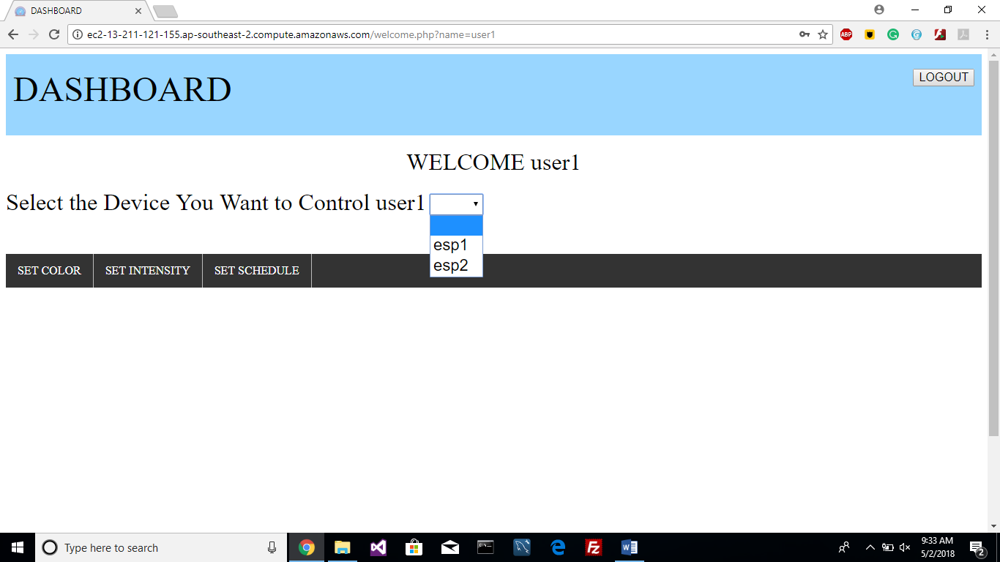 DASHBOARD
ec2-13-211-121-155.ap-southeast-2.compute.amazonaws.com/welcome.php?name=user1
ABP
DASHBOARD
LOGOUT
WELCOME user1
Select the Device You Want to Control user1
esp1
esp2
SET COLOR
SET INTENSITY
SET SCHEDULE
Type here to search
9:33 AM
5/2/2018
2